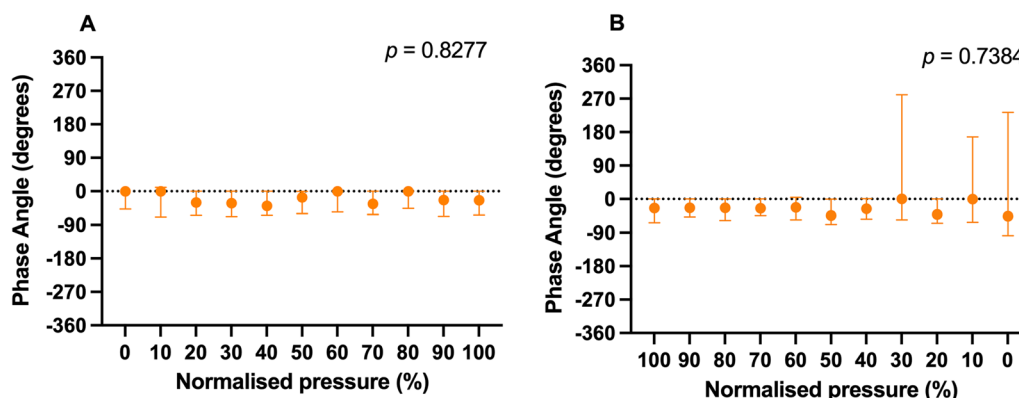 A
p = 0.8277
Phase Angle (degrees)
360
270
180
90
0
-90
-180
-270
-360
0 10 20 30 40 50 60 70 80 90 100
Normalised pressure (%)
B
p = 0.7384
Phase Angle (degrees)
360
270
180
90
0
-90
-180
-270
-360
100 90 80 70 60 50 40 30 20 10 0
Normalised pressure (%)